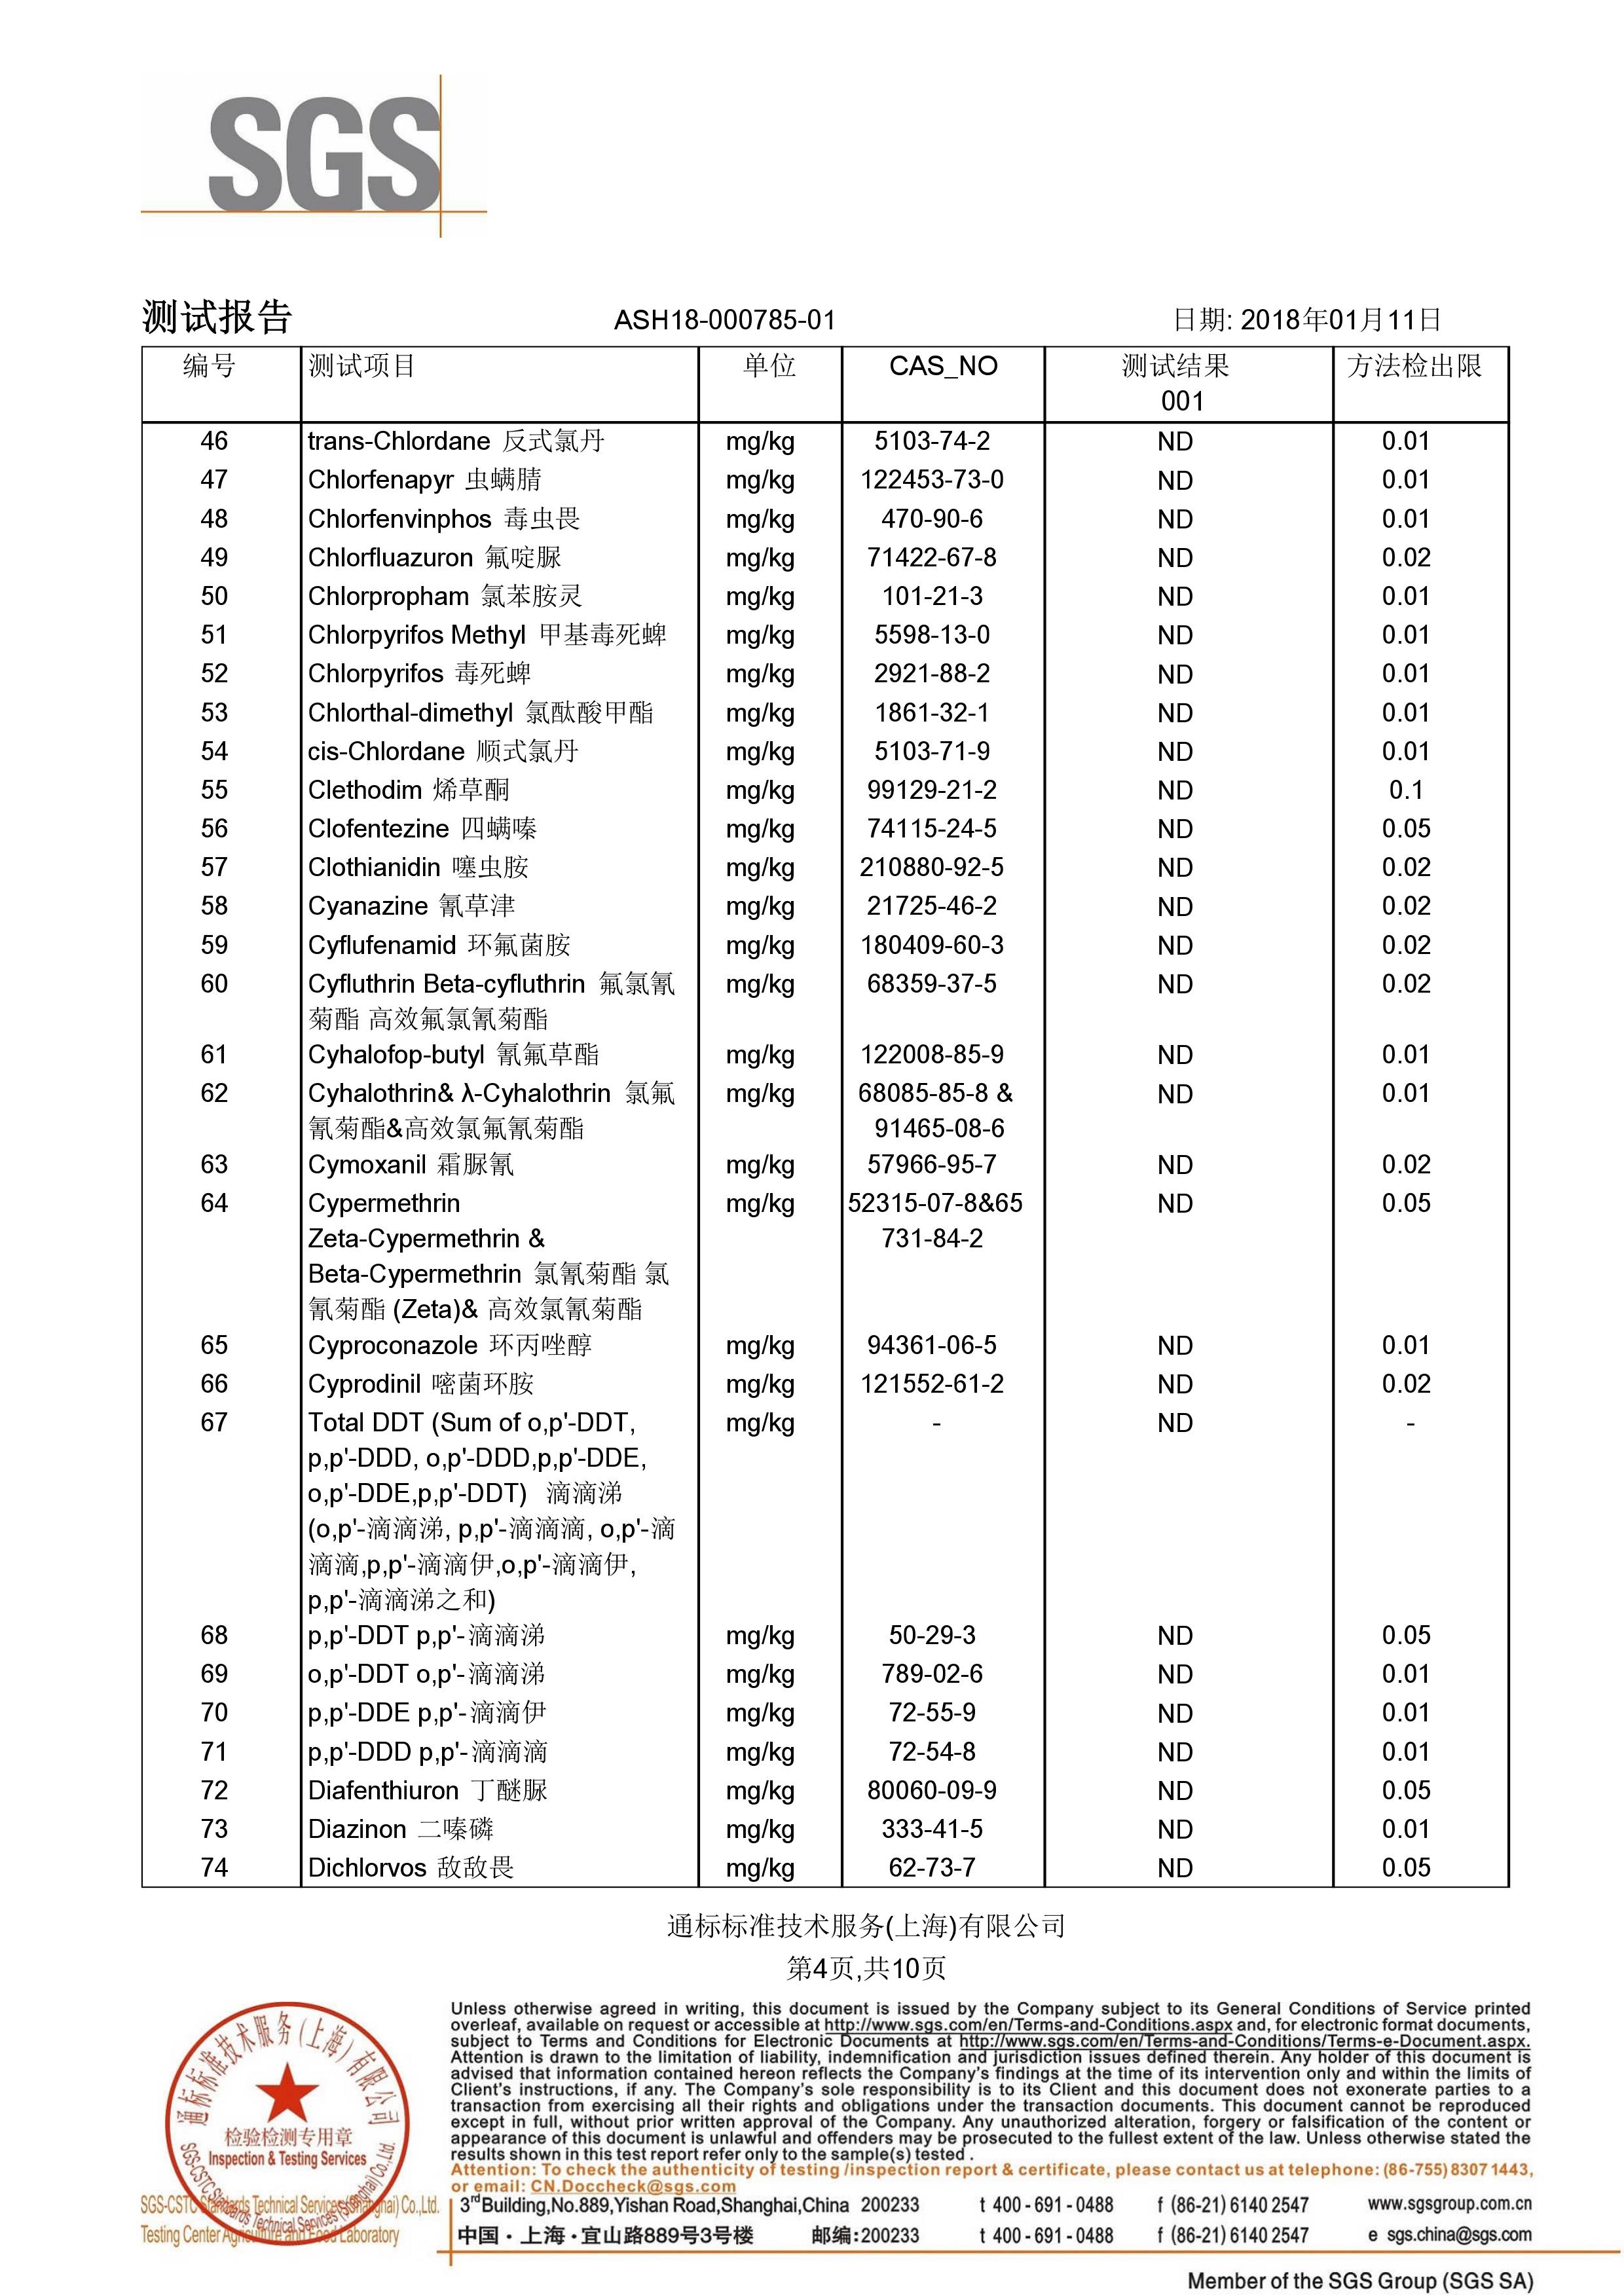 SGS
测试报告 ASH18-000785-01 日期: 2018年01月11日
编号 测试项目 单位 CAS_NO 测试结果 方法检出限
001
46 trans-Chlordane 反式氯丹 mg/kg 5103-74-2 ND 0.01
47 Chlorfenapyr 虫螨腈 mg/kg 122453-73-0 ND 0.01
48 Chlorfenvinphos 毒虫畏 mg/kg 470-90-6 ND 0.01
49 Chlorfluazuron 氟啶脲 mg/kg 71422-67-8 ND 0.02
50 Chlorpropham 氯苯胺灵 mg/kg 101-21-3 ND 0.01
51 Chlorpyrifos Methyl 甲基毒死蜱 mg/kg 5598-13-0 ND 0.01
52 Chlorpyrifos 毒死蜱 mg/kg 2921-88-2 ND 0.01
53 Chlorthal-dimethyl 氯酞酸甲酯 mg/kg 1861-32-1 ND 0.01
54 cis-Chlordane 顺式氯丹 mg/kg 5103-71-9 ND 0.01
55 Clethodim 烯草酮 mg/kg 99129-21-2 ND 0.1
56 Clofentezine 四螨嗪 mg/kg 74115-24-5 ND 0.05
57 Clothianidin 噻虫胺 mg/kg 210880-92-5 ND 0.02
58 Cyanazine 氰草津 mg/kg 21725-46-2 ND 0.02
59 Cyflufenamid 环氟菌胺 mg/kg 180409-60-3 ND 0.02
60 Cyfluthrin Beta-cyfluthrin 氟氯氰 mg/kg 68359-37-5 ND 0.02
菊酯 高效氟氯氰菊酯
61 Cyhalofop-butyl 氰氟草酯 mg/kg 122008-85-9 ND 0.01
62 Cyhalothrin& λ-Cyhalothrin 氯氟 mg/kg 68085-85-8 & ND 0.01
氰菊酯&高效氯氟氰菊酯 91465-08-6
63 Cymoxanil 霜脲氰 mg/kg 57966-95-7 ND 0.02
64 Cypermethrin mg/kg 52315-07-8&65 ND 0.05
Zeta-Cypermethrin & 731-84-2
Beta-Cypermethrin 氯氰菊酯 氯
氰菊酯 (Zeta)& 高效氯氰菊酯
65 Cyproconazole 环丙唑醇 mg/kg 94361-06-5 ND 0.01
66 Cyprodinil 嘧菌环胺 mg/kg 121552-61-2 ND 0.02
67 Total DDT (Sum of o,p'-DDT, mg/kg - ND -
p,p'-DDD, o,p'-DDD,p,p'-DDE,
o,p'-DDE,p,p'-DDT) 滴滴涕
(o,p'-滴滴涕, p,p'-滴滴滴, o,p'-滴
滴滴,p,p'-滴滴伊,o,p'-滴滴伊,
p,p'-滴滴涕之和)
68 p,p'-DDT p,p'-滴滴涕 mg/kg 50-29-3 ND 0.05
69 o,p'-DDT o,p'-滴滴涕 mg/kg 789-02-6 ND 0.01
70 p,p'-DDE p,p'-滴滴伊 mg/kg 72-55-9 ND 0.01
71 p,p'-DDD p,p'-滴滴滴 mg/kg 72-54-8 ND 0.01
72 Diafenthiuron 丁醚脲 mg/kg 80060-09-9 ND 0.05
73 Diazinon 二嗪磷 mg/kg 333-41-5 ND 0.01
74 Dichlorvos 敌敌畏 mg/kg 62-73-7 ND 0.05
通标标准技术服务(上海)有限公司
第4页,共10页
通标标准技术服务(上海)有限公司
检验检测专用章
Inspection & Testing Services
SGS-CSTC Standards Technical Services (Shanghai) Co.,Ltd.
Unless otherwise agreed in writing, this document is issued by the Company subject to its General Conditions of Service printed
overleaf, available on request or accessible at http://www.sgs.com/en/Terms-and-Conditions.aspx and, for electronic format documents,
subject to Terms and Conditions for Electronic Documents at http://www.sgs.com/en/Terms-and-Conditions/Terms-e-Document.aspx.
Attention is drawn to the limitation of liability, indemnification and jurisdiction issues defined therein. Any holder of this document is
advised that information contained hereon reflects the Company's findings at the time of its intervention only and within the limits of
Client's instructions, if any. The Company's sole responsibility is to its Client and this document does not exonerate parties to a
transaction from exercising all their rights and obligations under the transaction documents. This document cannot be reproduced
except in full, without prior written approval of the Company. Any unauthorized alteration, forgery or falsification of the content or
appearance of this document is unlawful and offenders may be prosecuted to the fullest extent of the law. Unless otherwise stated the
results shown in this test report refer only to the sample(s) tested .
Attention: To check the authenticity of testing /inspection report & certificate, please contact us at telephone: (86-755) 8307 1443,
or email: CN.Doccheck@sgs.com
SGS-CSTC Standards Technical Services (Shanghai) Co.,Ltd. 3rd Building,No.889,Yishan Road,Shanghai,China 200233 t 400-691-0488 f (86-21) 6140 2547 www.sgsgroup.com.cn
Testing Center Agriculture and Food Laboratory 中国·上海·宜山路889号3号楼 邮编:200233 t 400-691-0488 f (86-21) 6140 2547 e sgs.china@sgs.com
Member of the SGS Group (SGS SA)